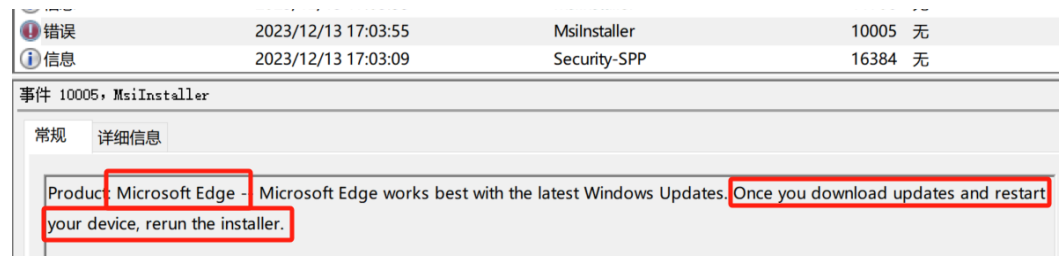 错误 2023/12/13 17:03:55 MsiInstaller 10005 无
信息 2023/12/13 17:03:09 Security-SPP 16384 无
事件 10005，MsiInstaller
常规 详细信息
Product: Microsoft Edge -- Microsoft Edge works best with the latest Windows Updates. Once you download updates and restart
your device, rerun the installer.